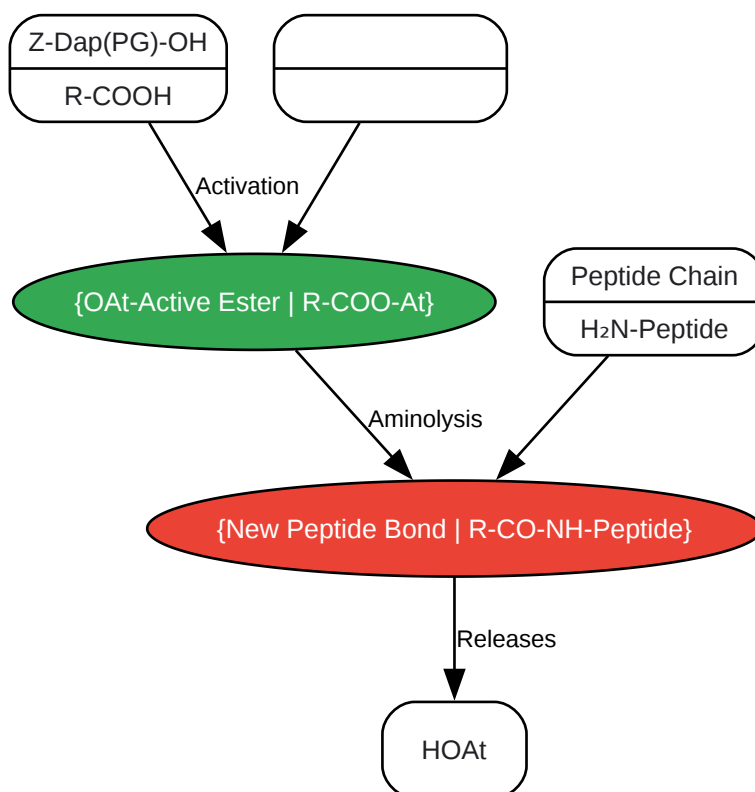 Z-Dap(PG)-OH
R-COOH
Activation
{OAt-Active Ester | R-COO-At}
Peptide Chain
H₂N-Peptide
Aminolysis
{New Peptide Bond | R-CO-NH-Peptide}
Releases
HOAt